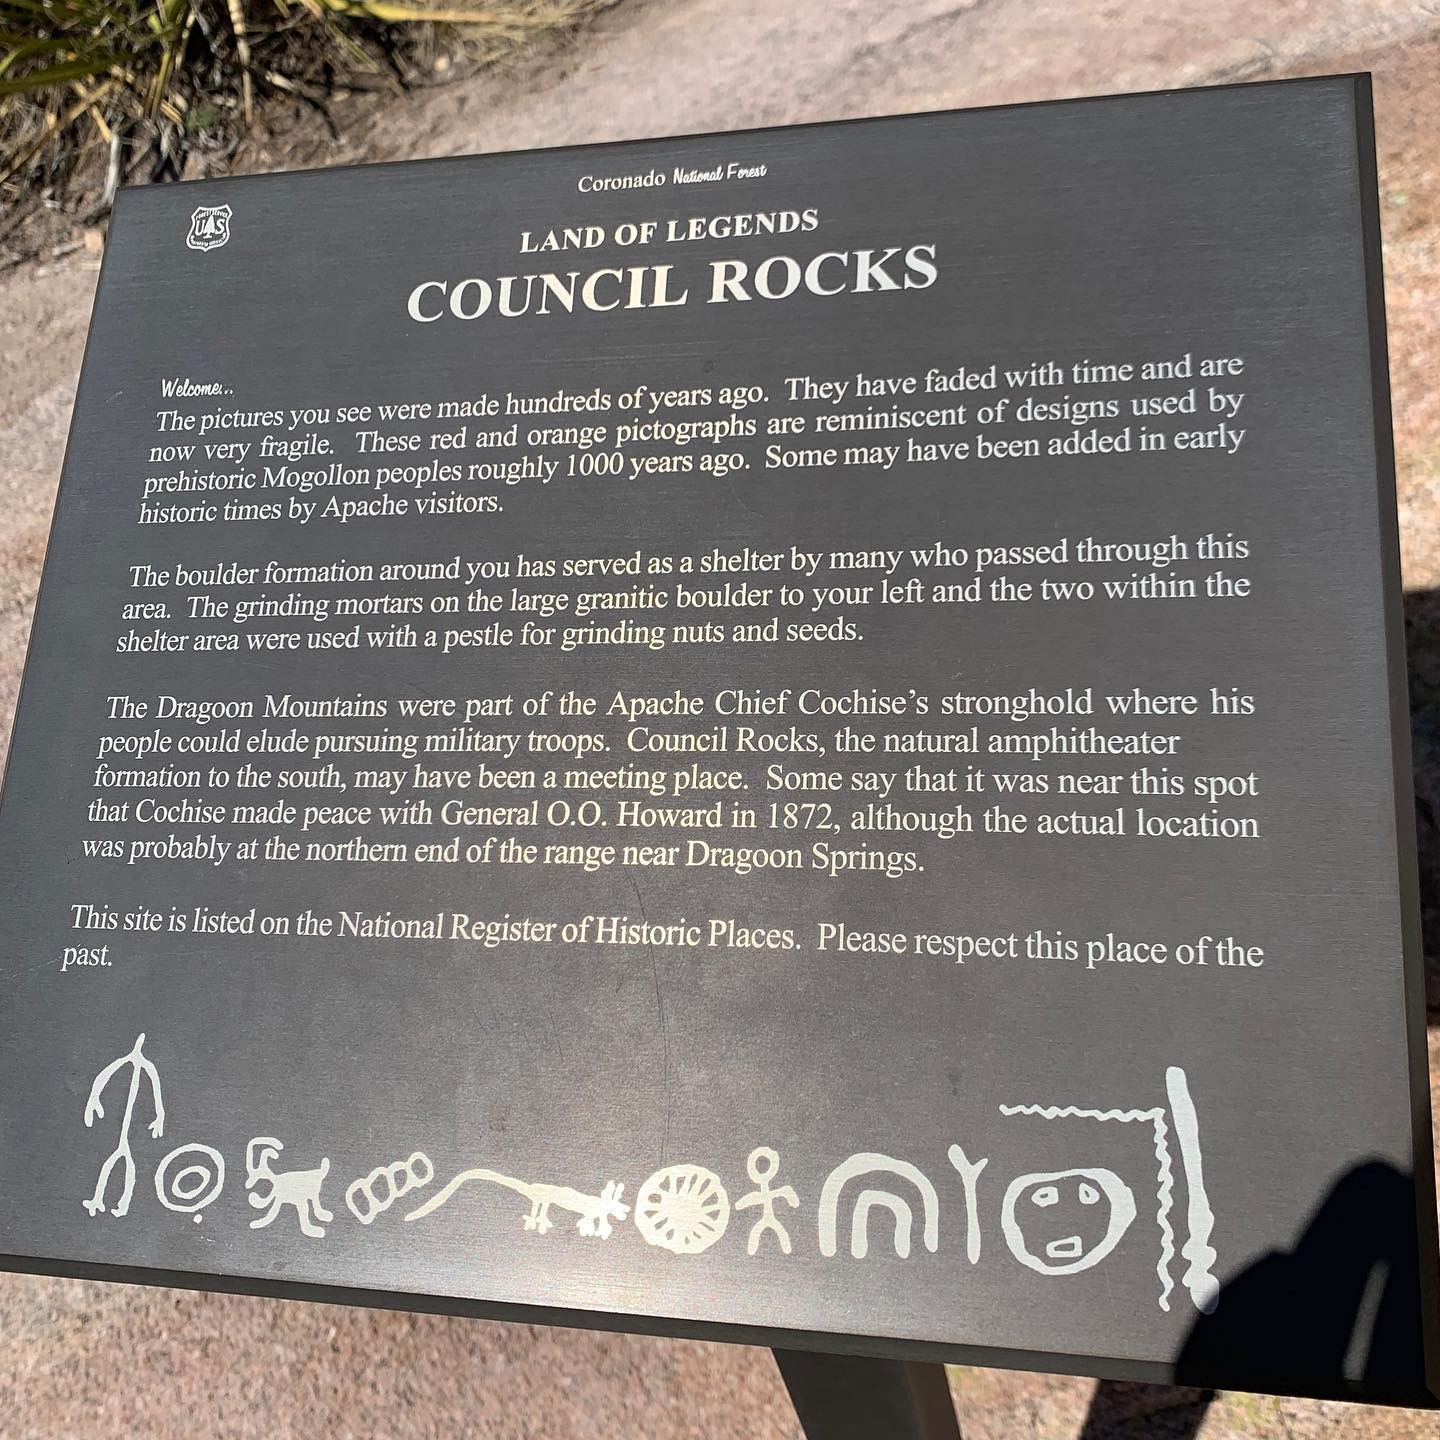 Coronado National Forest
US
LAND OF LEGENDS
COUNCIL ROCKS
Welcome...
The pictures you see were made hundreds of years ago. They have faded with time and are
now very fragile. These red and orange pictographs are reminiscent of designs used by
prehistoric Mogollon peoples roughly 1000 years ago. Some may have been added in early
historic times by Apache visitors.
The boulder formation around you has served as a shelter by many who passed through this
area. The grinding mortars on the large granitic boulder to your left and the two within the
shelter area were used with a pestle for grinding nuts and seeds.
The Dragoon Mountains were part of the Apache Chief Cochise's stronghold where his
people could elude pursuing military troops. Council Rocks, the natural amphitheater
formation to the south, may have been a meeting place. Some say that it was near this spot
that Cochise made peace with General O.O. Howard in 1872, although the actual location
was probably at the northern end of the range near Dragoon Springs.
This site is listed on the National Register of Historic Places. Please respect this place of the
past.